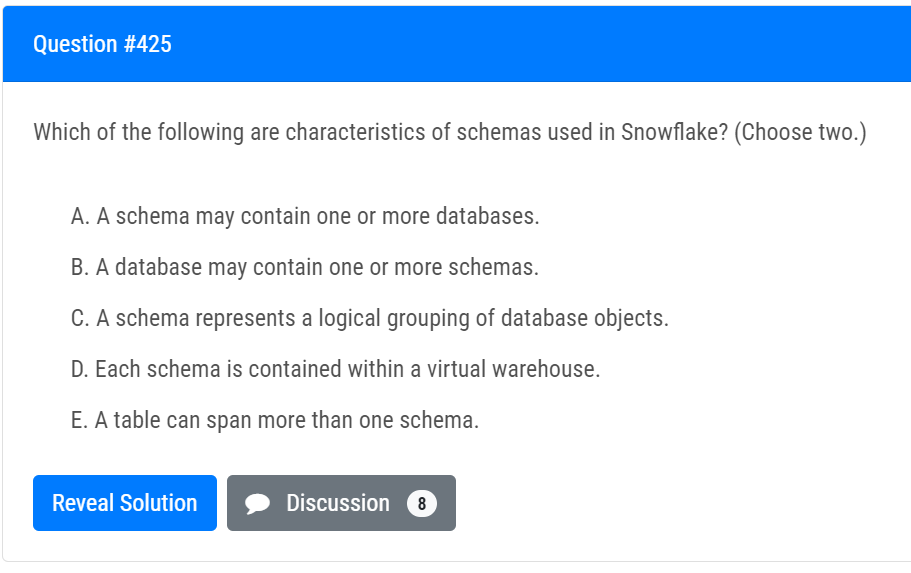 Question #425
Which of the following are characteristics of schemas used in Snowflake? (Choose two.)
A. A schema may contain one or more databases.
B. A database may contain one or more schemas.
C. A schema represents a logical grouping of database objects.
D. Each schema is contained within a virtual warehouse.
E. A table can span more than one schema.
Reveal Solution Discussion 8